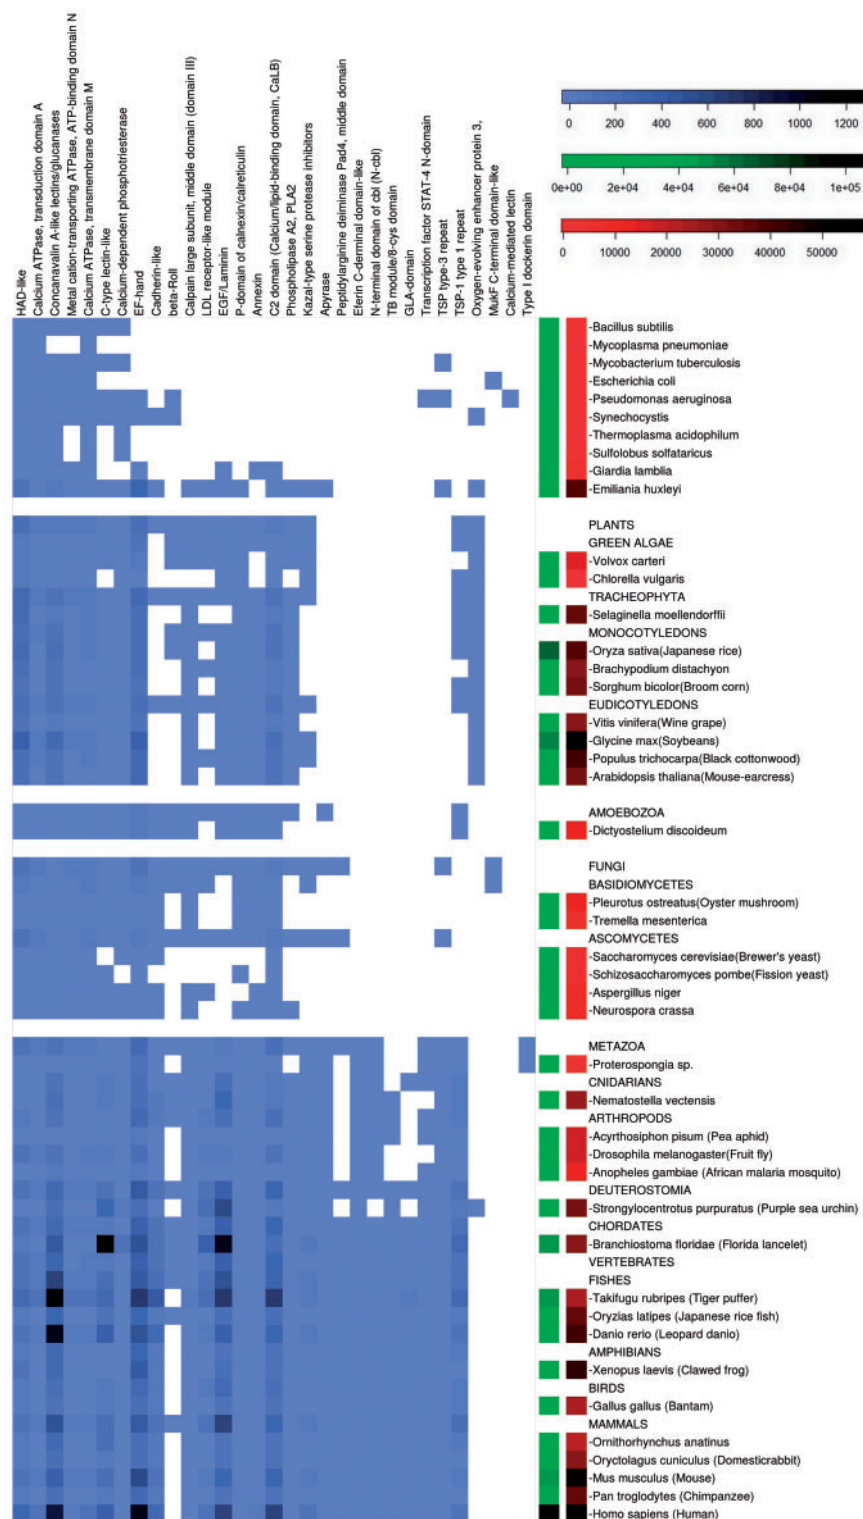 HAD-like
Calcium ATPase, transduction domain A
Concanavalin A-like lectins/glucanases
Metal cation-transporting ATPase, ATP-binding domain N
Calcium ATPase, transmembrane domain M
C-type lectin-like
Calcium-dependent phosphotriesterase
EF-hand
Cadherin-like
beta-Roll
Calpain large subunit, middle domain (domain III)
LDL receptor-like module
EGF/Laminin
P-domain of calnexin/calreticulin
Annexin
C2 domain (Calcium/lipid-binding domain, CaLB)
Phospholipase A2, PLA2
Kazal-type serine protease inhibitors
Apyrase
Peptidylarginine deiminase Pad4, middle domain
Eferin C-derminal domain-like
N-terminal domain of cbl (N-cbl)
TB module/8-cys domain
GLA-domain
Transcription factor STAT-4 N-domain
TSP type-3 repeat
TSP-1 type 1 repeat
Oxygen-evolving enhancer protein 3,
MukF C-terminal domain-like
Calcium-mediated lectin
Type I dockerin domain
0 200 400 600 800 1000 1200
0e+00 2e+04 4e+04 6e+04 8e+04 1e+05
0 10000 20000 30000 40000 50000
-Bacillus subtilis
-Mycoplasma pneumoniae
-Mycobacterium tuberculosis
-Escherichia coli
-Pseudomonas aeruginosa
-Synechocystis
-Thermoplasma acidophilum
-Sulfolobus solfataricus
-Giardia lamblia
-Emiliania huxleyi
PLANTS
GREEN ALGAE
-Volvox carteri
-Chlorella vulgaris
TRACHEOPHYTA
-Selaginella moellendorffii
MONOCOTYLEDONS
-Oryza sativa(Japanese rice)
-Brachypodium distachyon
-Sorghum bicolor(Broom corn)
EUDICOTYLEDONS
-Vitis vinifera(Wine grape)
-Glycine max(Soybeans)
-Populus trichocarpa(Black cottonwood)
-Arabidopsis thaliana(Mouse-earcress)
AMOEBOZOA
-Dictyostelium discoideum
FUNGI
BASIDIOMYCETES
-Pleurotus ostreatus(Oyster mushroom)
-Tremella mesenterica
ASCOMYCETES
-Saccharomyces cerevisiae(Brewer's yeast)
-Schizosaccharomyces pombe(Fission yeast)
-Aspergillus niger
-Neurospora crassa
METAZOA
-Proterospongia sp.
CNIDARIANS
-Nematostella vectensis
ARTHROPODS
-Acyrthosiphon pisum (Pea aphid)
-Drosophila melanogaster(Fruit fly)
-Anopheles gambiae (African malaria mosquito)
DEUTEROSTOMIA
-Strongylocentrotus purpuratus (Purple sea urchin)
CHORDATES
-Branchiostoma floridae (Florida lancelet)
VERTEBRATES
FISHES
-Takifugu rubripes (Tiger puffer)
-Oryzias latipes (Japanese rice fish)
-Danio rerio (Leopard danio)
AMPHIBIANS
-Xenopus laevis (Clawed frog)
BIRDS
-Gallus gallus (Bantam)
MAMMALS
-Ornithorhynchus anatinus
-Oryctolagus cuniculus (Domesticrabbit)
-Mus musculus (Mouse)
-Pan troglodytes (Chimpanzee)
-Homo sapiens (Human)